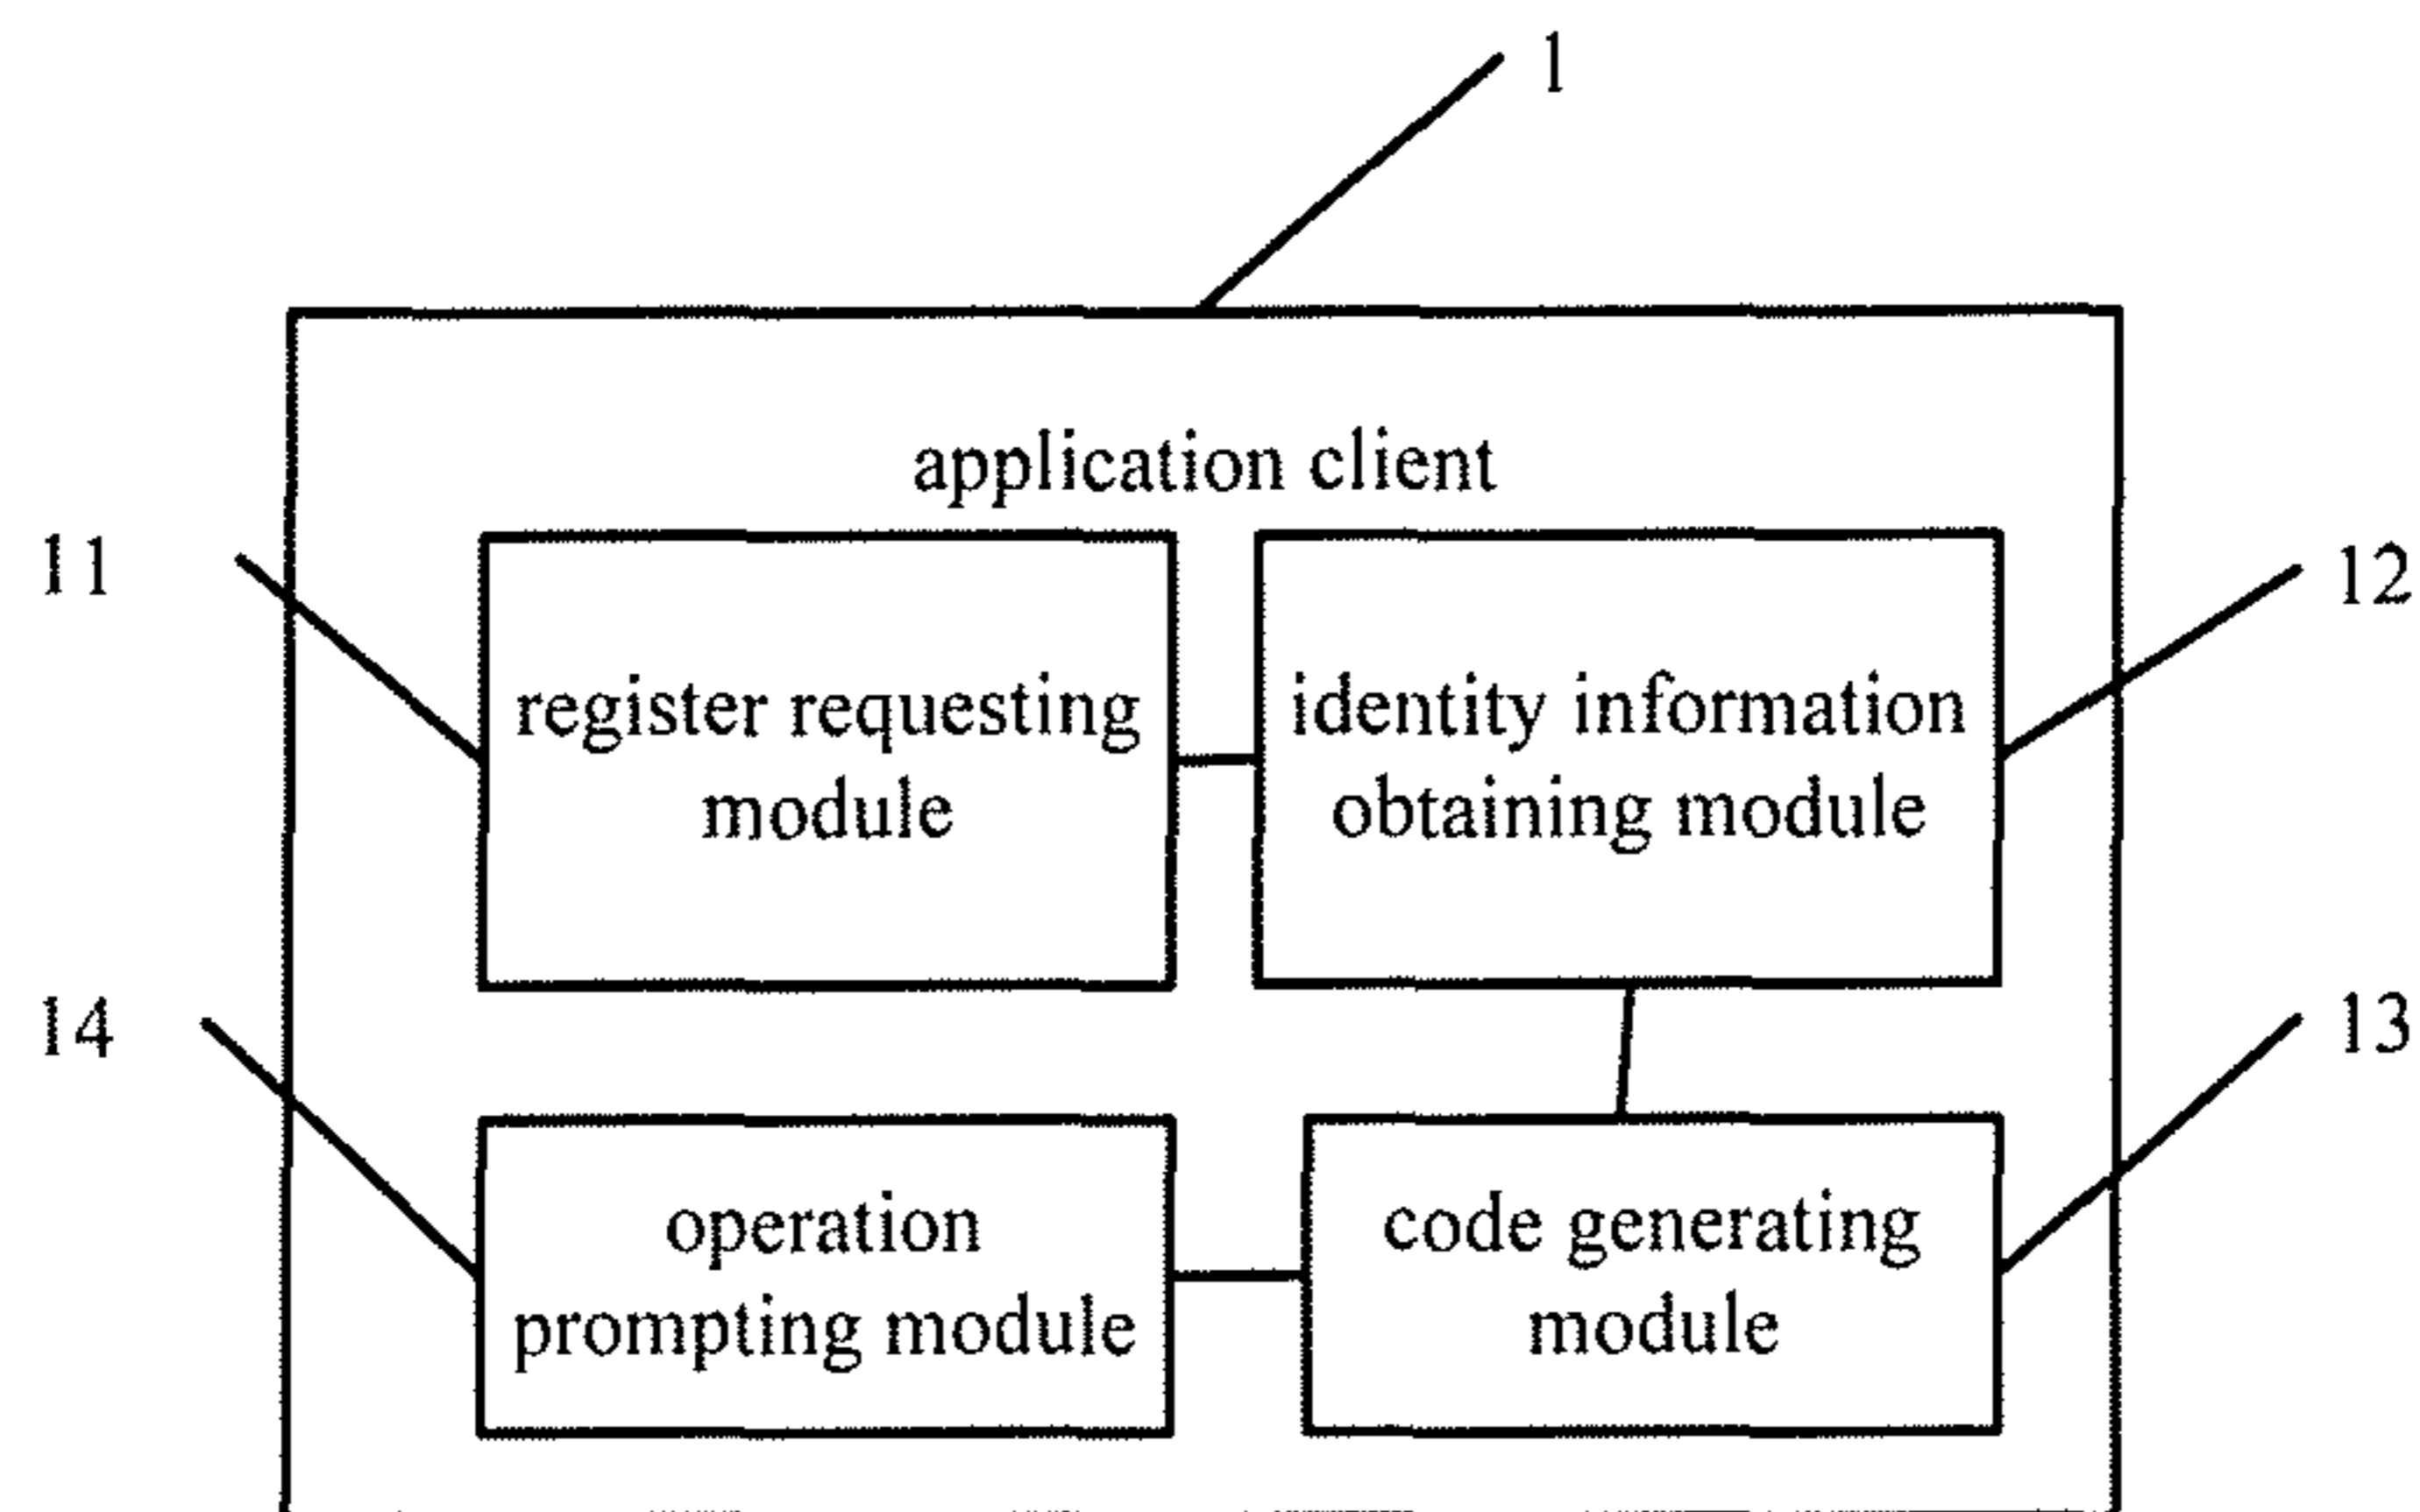 1
application client
11
12
register requesting
module
identity information
obtaining module
14
13
operation
prompting module
code generating
module